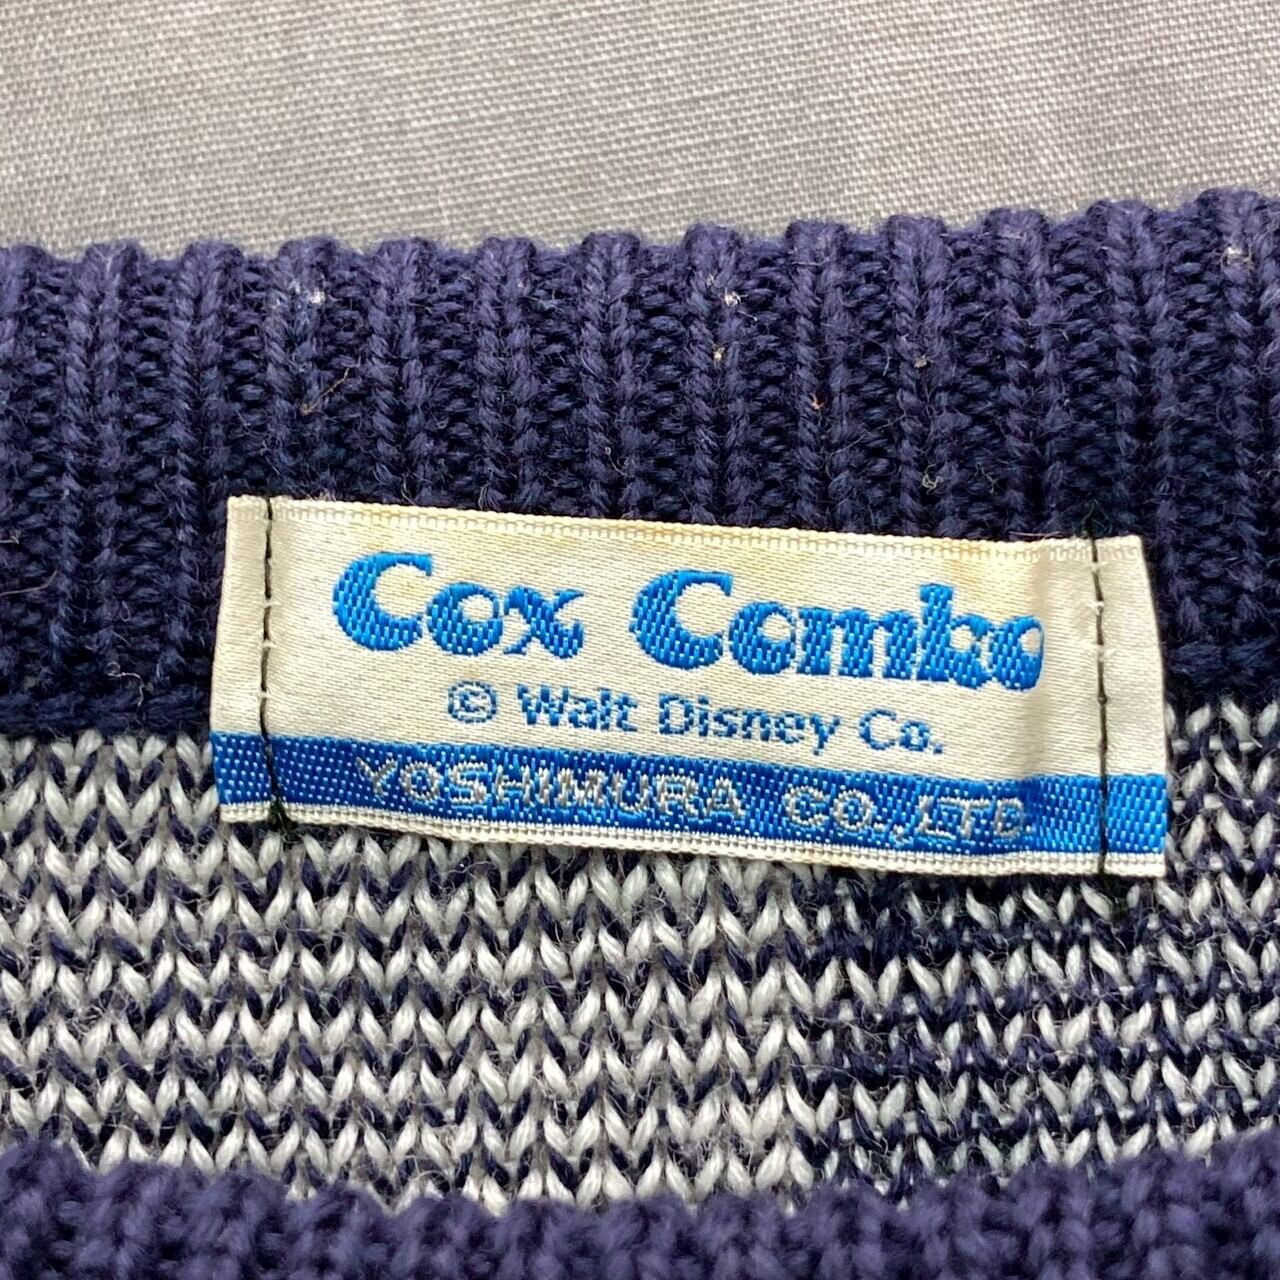 Cox Combo
© Walt Disney Co.
YOSHIMURA CO.,LTD.